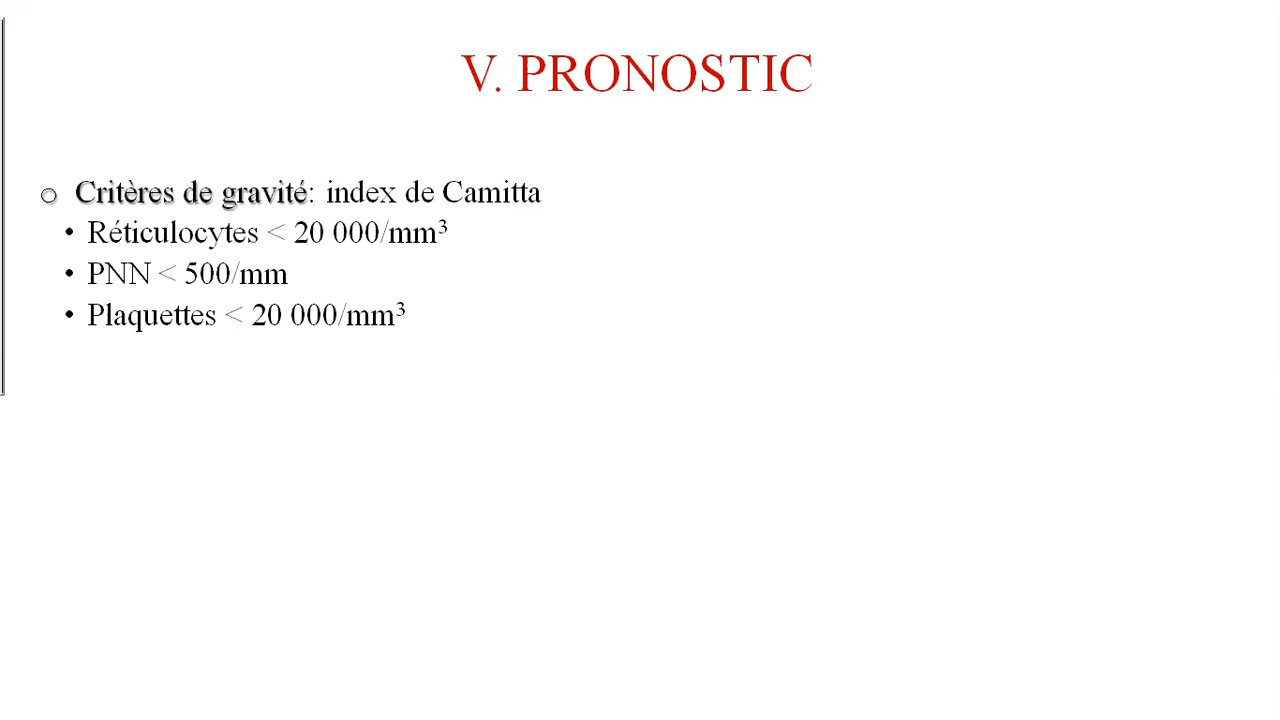 V. PRONOSTIC
o Critères de gravité: index de Camitta
• Réticulocytes < 20 000/mm³
• PNN < 500/mm
• Plaquettes < 20 000/mm³